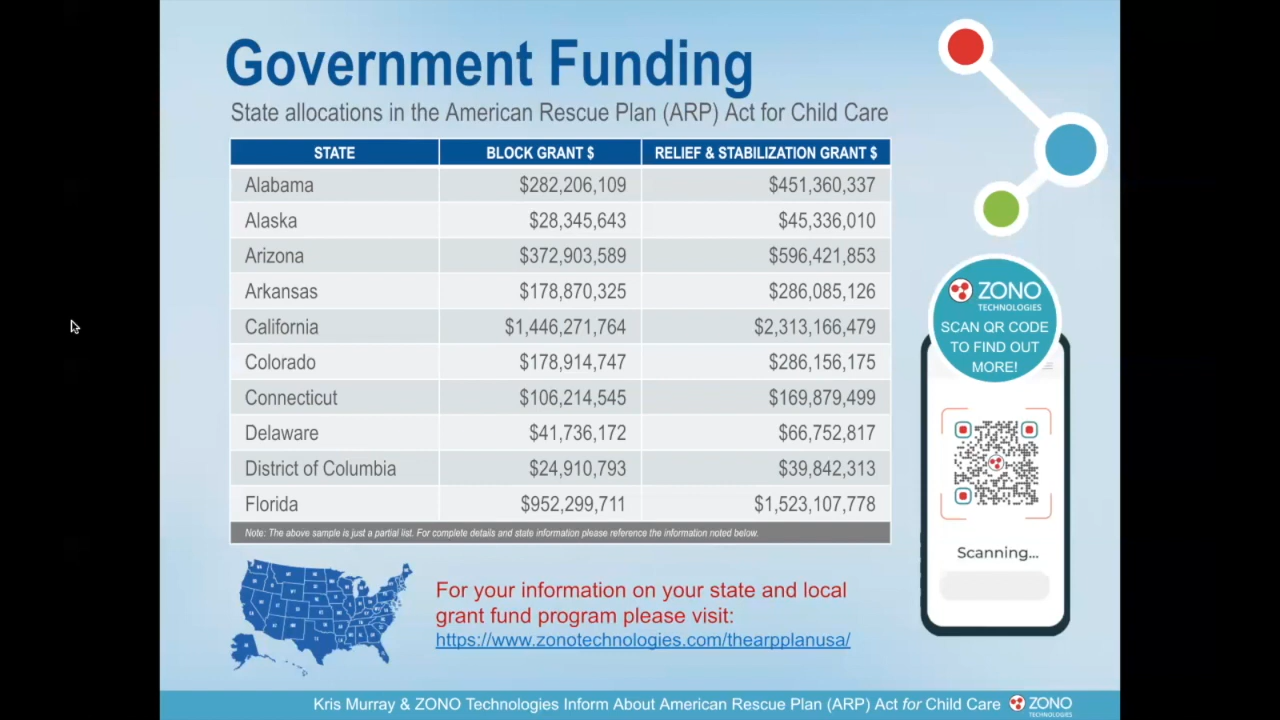 Government Funding
State allocations in the American Rescue Plan (ARP) Act for Child Care
STATE BLOCK GRANT $ RELIEF & STABILIZATION GRANT $
Alabama $282,206,109 $451,360,337
Alaska $28,345,643 $45,336,010
Arizona $372,903,589 $596,421,853
Arkansas $178,870,325 $286,085,126
California $1,446,271,764 $2,313,166,479
Colorado $178,914,747 $286,156,175
Connecticut $106,214,545 $169,879,499
Delaware $41,736,172 $66,752,817
District of Columbia $24,910,793 $39,842,313
Florida $952,299,711 $1,523,107,778
Note: The above sample is just a partial list. For complete details and state information please reference the information noted below.
ZONO
TECHNOLOGIES
SCAN QR CODE
TO FIND OUT
MORE!
Scanning...
For your information on your state and local
grant fund program please visit:
https://www.zonotechnologies.com/thearpplanusa/
Kris Murray & ZONO Technologies Inform About American Rescue Plan (ARP) Act for Child Care
ZONO
TECHNOLOGIES